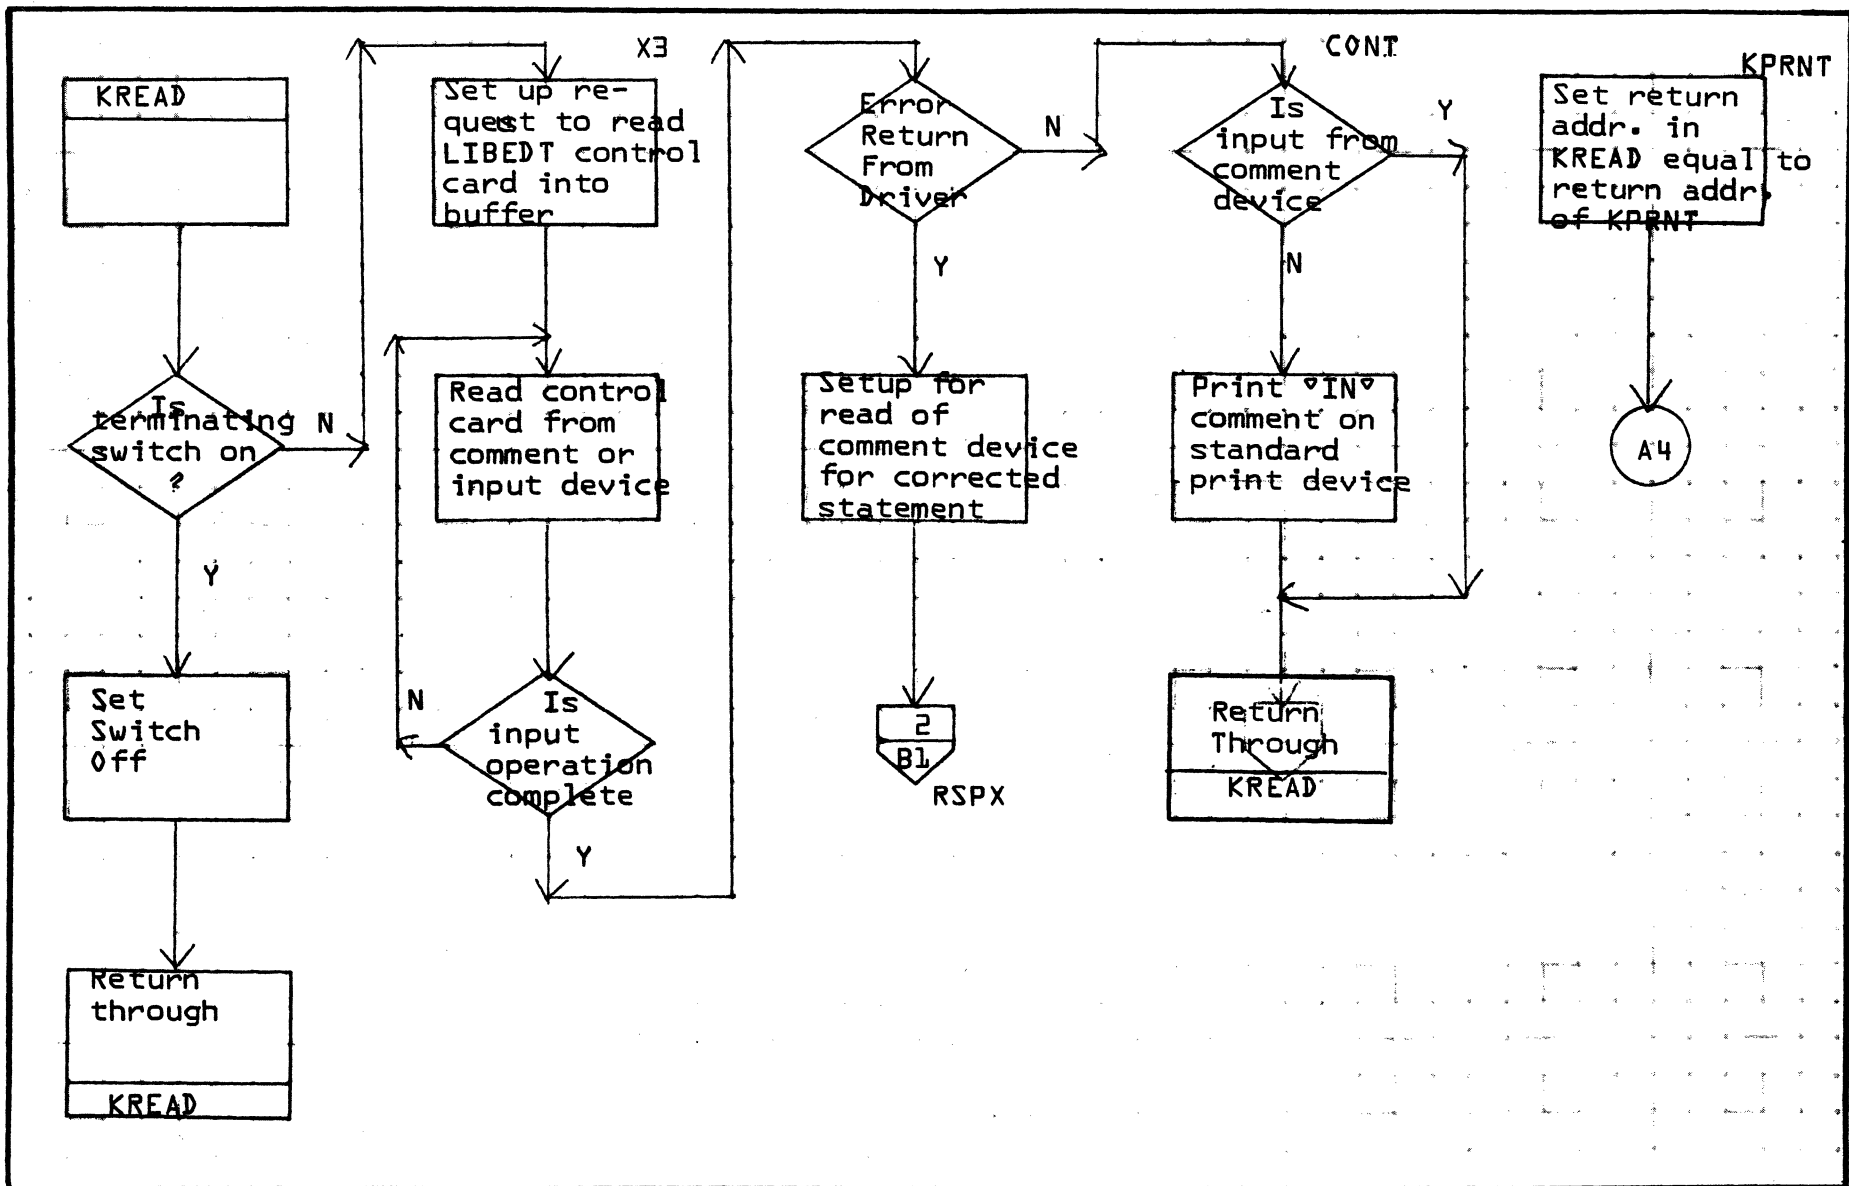 KREAD
Is
terminating
switch on
?
N
Y
Set
Switch
Off
Return
through
KREAD
X3
Set up re-
quest to read
LIBEDT control
card into
buffer
Read control
card from
comment or
input device
Is
input
operation
complete
N
Y
Error
Return
From
Driver
N
Y
Setup for
read of
comment device
for corrected
statement
2
B1
RSPX
CONT
Is
input from
comment
device
Y
N
Print "IN"
comment on
standard
print device
Return
Through
KREAD
KPRNT
Set return
addr. in
KREAD equal to
return addr.
of KPRNT
A4